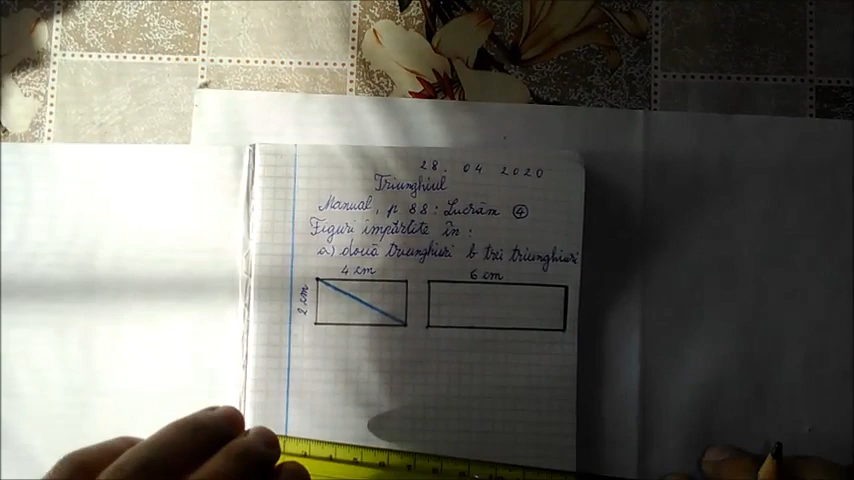 28. 04 2020
Triunghiul
Manual, p 88: Lucrăm 4
Figuri împărțite în:
a) două triunghiuri b trei triunghiuri
4 cm 6 cm
2 cm